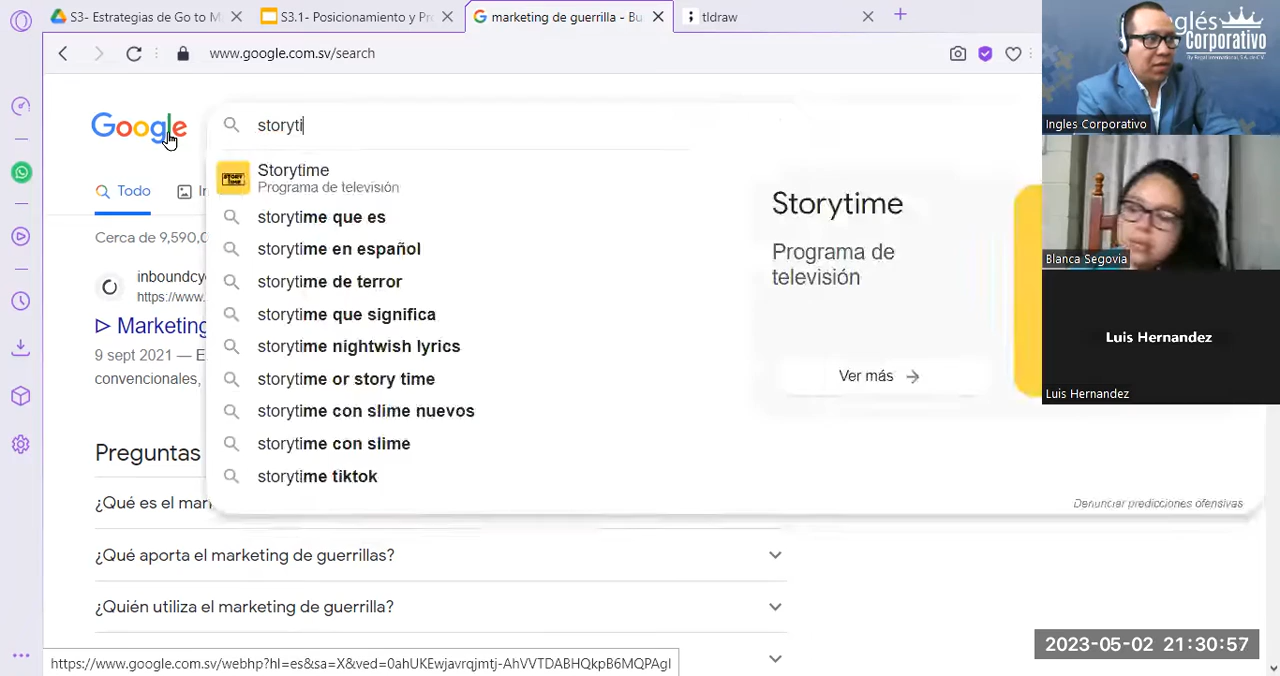 S3- Estrategias de Go to M
S3.1- Posicionamiento y Pr
marketing de guerrilla - Bu
tldraw
www.google.com.sv/search
Google
storyti
Todo
Cerca de 9,590,0
inboundcy
https://www.
Marketing
9 sept 2021 — E
convencionales,
Preguntas
¿Qué es el mar
¿Qué aporta el marketing de guerrillas?
¿Quién utiliza el marketing de guerrilla?
Storytime
Programa de televisión
storytime que es
storytime en español
storytime de terror
storytime que significa
storytime nightwish lyrics
storytime or story time
storytime con slime nuevos
storytime con slime
storytime tiktok
Storytime
Programa de
televisión
Ver más
Denunciar predicciones ofensivas
https://www.google.com.sv/webhp?hl=es&sa=X&ved=0ahUKEwjavrqjmtj-AhVVTDABHQkpB6MQPAgI
nglés
Corporativo
By Regal International, S.A. de C.V.
Ingles Corporativo
Blanca Segovia
Luis Hernandez
Luis Hernandez
2023-05-02 21:30:57